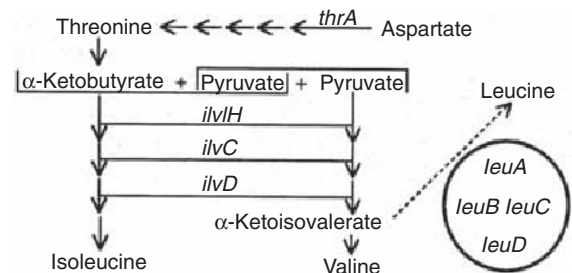 Threonine thrA Aspartate
α-Ketobutyrate + Pyruvate + Pyruvate
Leucine
ilvIH
ilvC
ilvD
leuA
leuB leuC
leuD
α-Ketoisovalerate
Isoleucine
Valine